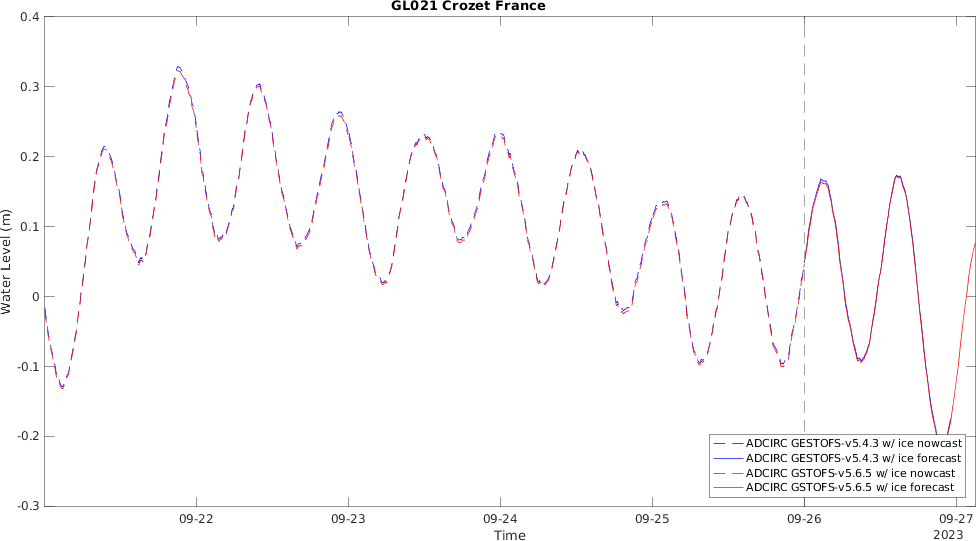 GL021 Crozet France
0.4
0.3
0.2
0.1
0
-0.1
-0.2
-0.3
Water Level (m)
09-22
09-23
09-24
09-25
09-26
09-27
Time
2023
ADCIRC GESTOFS-v5.4.3 w/ ice nowcast
ADCIRC GESTOFS-v5.4.3 w/ ice forecast
ADCIRC GSTOFS-v5.6.5 w/ ice nowcast
ADCIRC GSTOFS-v5.6.5 w/ ice forecast